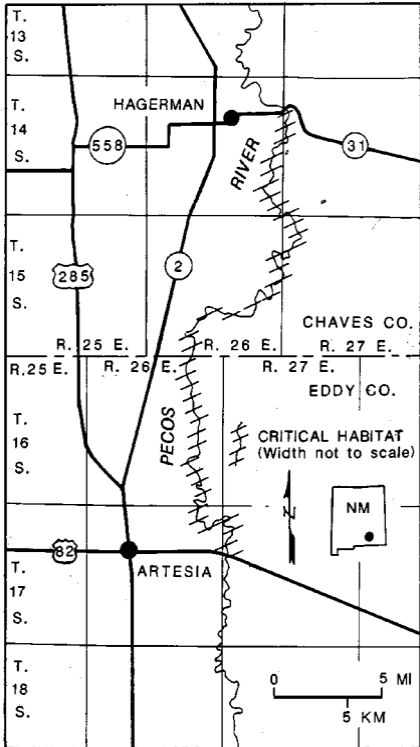 T.
13
S.
HAGERMAN
T.
14
S.
558
31
RIVER
T.
15
S.
285
2
CHAVES CO.
R. 25 E. R. 26 E. R. 27 E.
R.25 E. R. 26 E. R. 27 E.
EDDY CO.
T.
16
S.
PECOS
CRITICAL HABITAT
(Width not to scale)
N
NM
82
ARTESIA
T.
17
S.
T.
18
S.
0 5 MI
5 KM